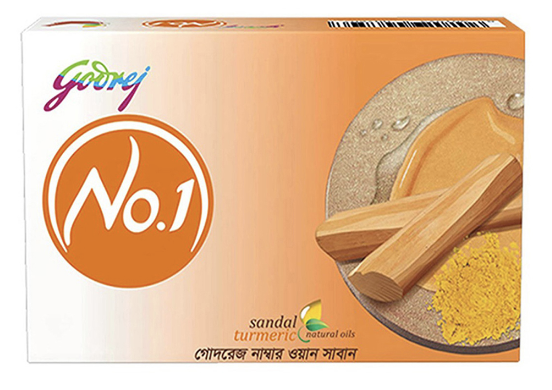 Godrej
No.1
sandal
turmeric
natural oils
গোদরেজ নাম্বার ওয়ান সাবান